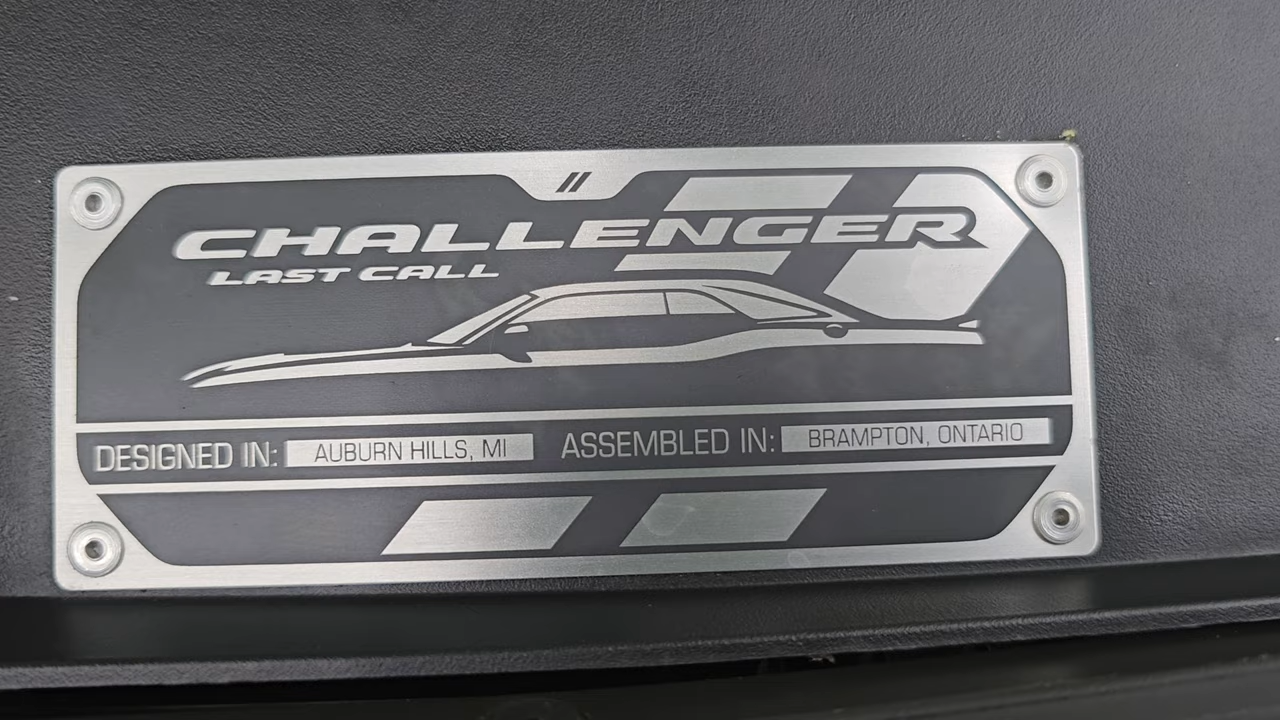 CHALLENGER
LAST CALL
DESIGNED IN: AUBURN HILLS, MI ASSEMBLED IN: BRAMPTON, ONTARIO